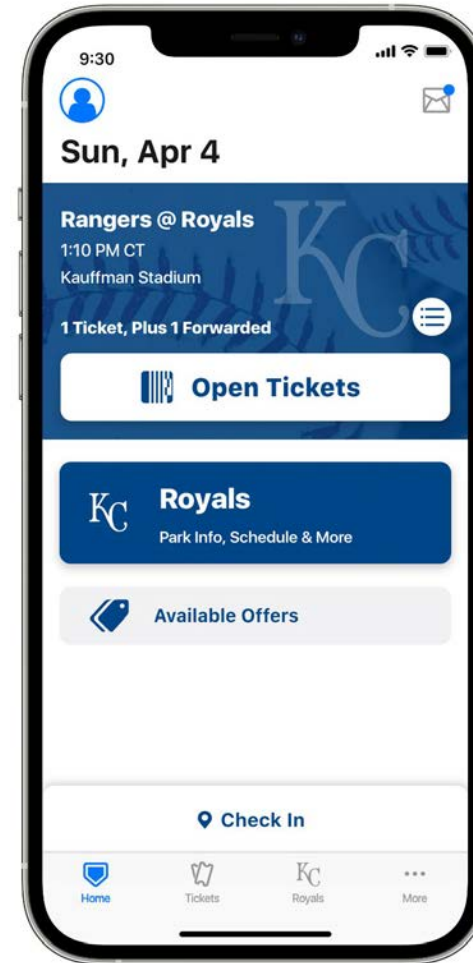 9:30
Sun, Apr 4
KC
Rangers @ Royals
1:10 PM CT
Kauffman Stadium
1 Ticket, Plus 1 Forwarded
Open Tickets
KC
Royals
Park Info, Schedule & More
Available Offers
Check In
Home
Tickets
KC
Royals
More